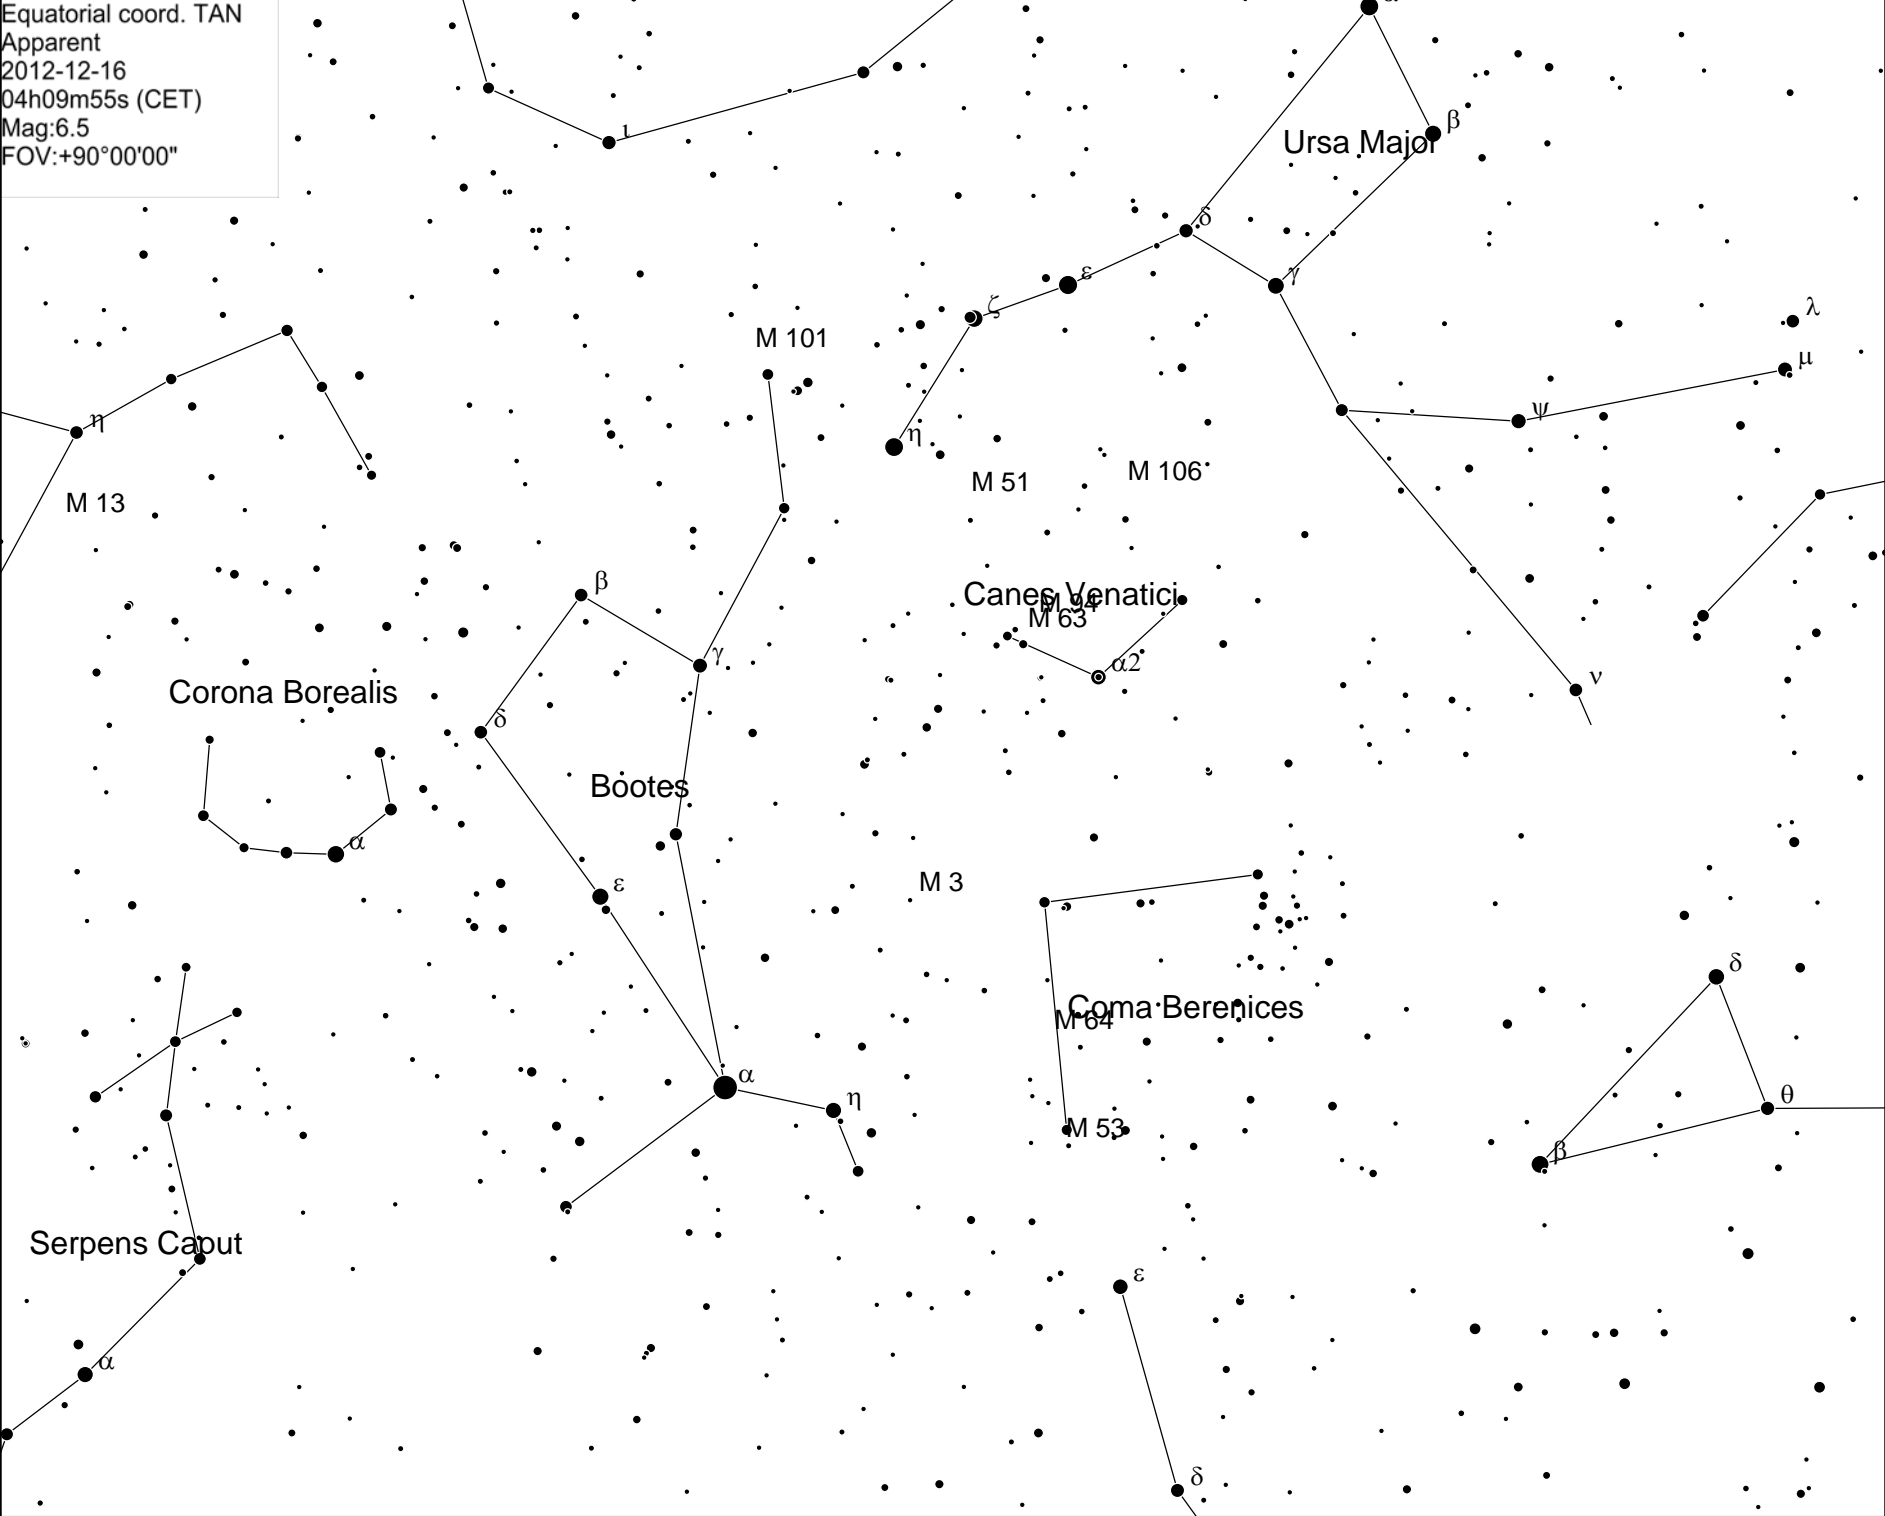 Equatorial coord. TAN
Apparent
2012-12-16
04h09m55s (CET)
Mag:6.5
FOV:+90°00'00"
α
ι
β
Ursa Major
δ
ε
γ
ζ
λ
M 101
μ
ψ
η
η
M 106
M 51
M 13
β
Canes Venatici
M 94
M 63
γ
α2
ν
Corona Borealis
δ
Bootes
α
ε
M 3
δ
Coma Berenices
M 64
α
η
θ
M 53
β
Serpens Caput
ε
α
δ